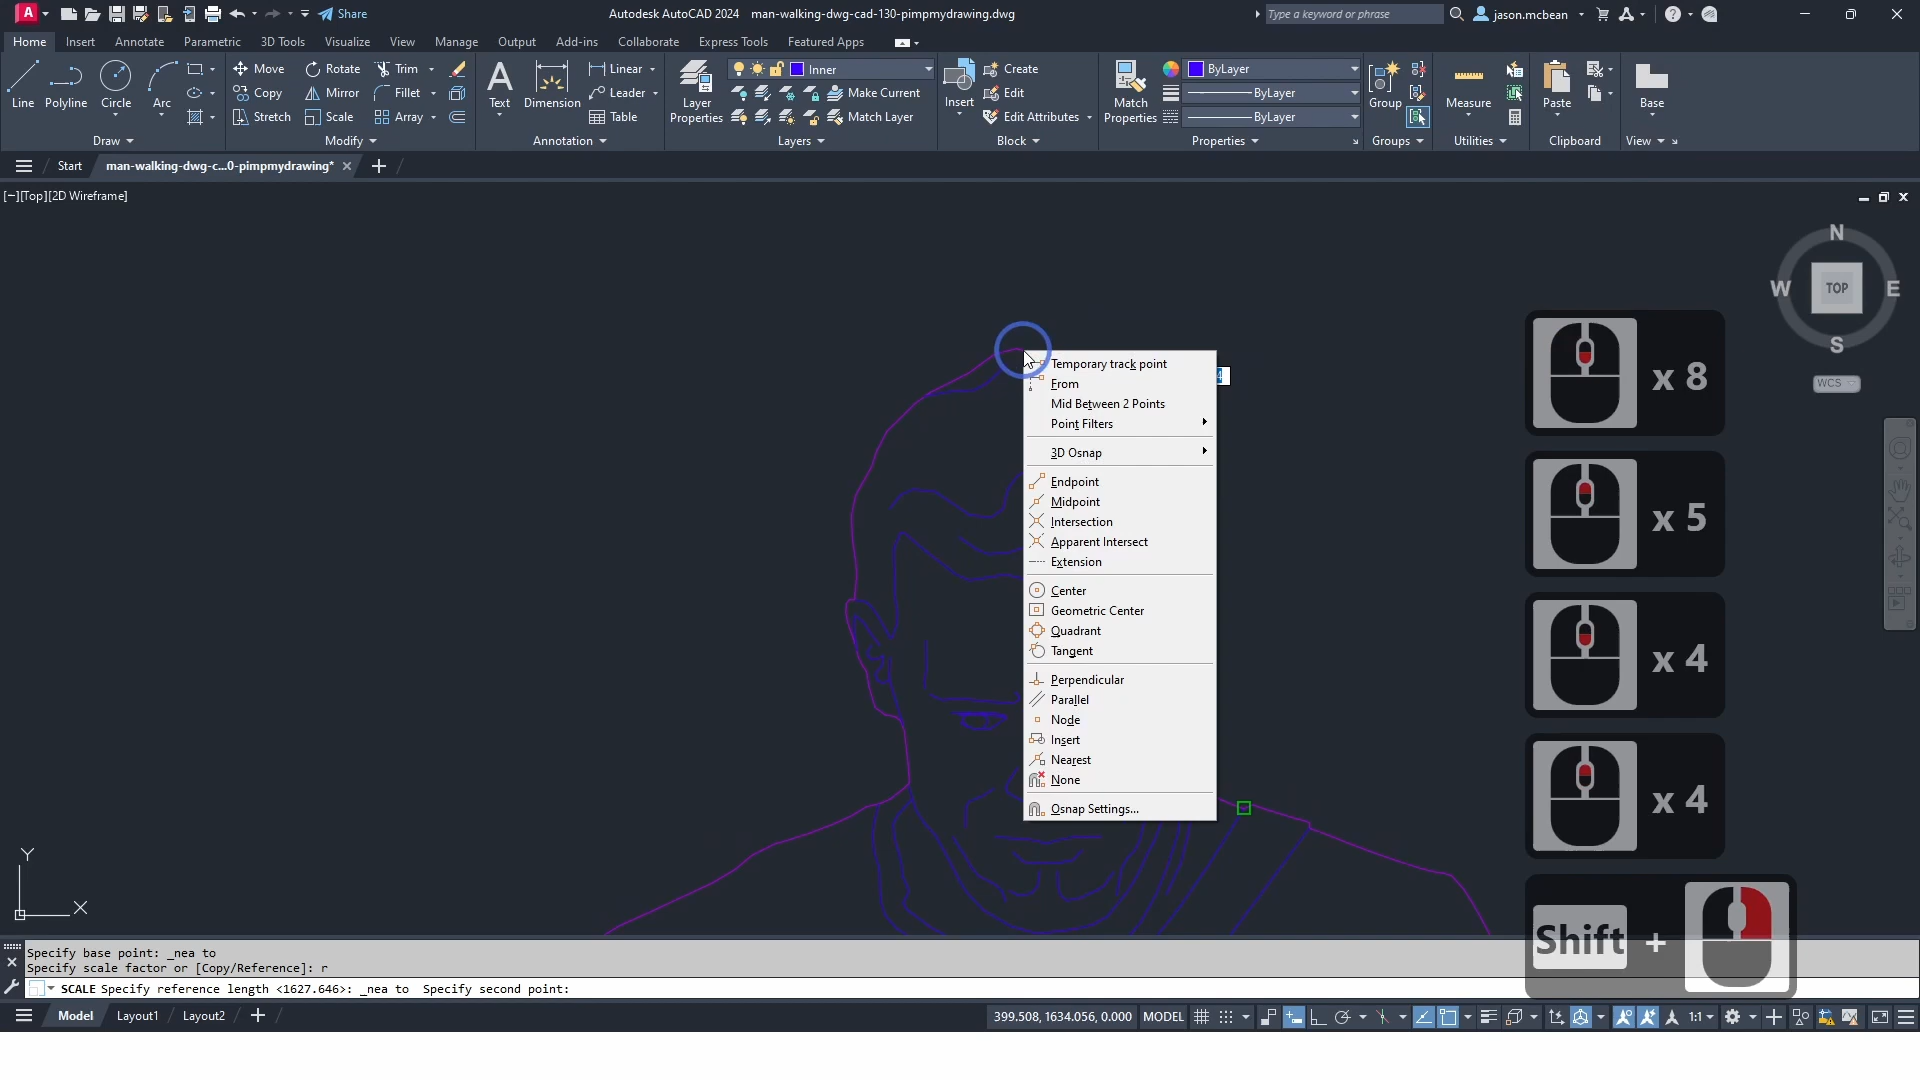 Share
Autodesk AutoCAD 2024 man-walking-dwg-cad-130-pimpmydrawing.dwg
Type a keyword or phrase
jason.mcbean
Home Insert Annotate Parametric 3D Tools Visualize View Manage Output Add-ins Collaborate Express Tools Featured Apps
Line
Polyline
Circle
Arc
Move Rotate Trim
Copy Mirror Fillet
Stretch Scale Array
Text
Dimension
Linear
Leader
Table
Layer
Properties
Inner
Make Current
Match Layer
Insert
Create
Edit
Edit Attributes
Match
Properties
ByLayer
ByLayer
ByLayer
Group
Measure
Paste
Base
Draw Modify Annotation Layers Block Properties Groups Utilities Clipboard View
Start man-walking-dwg-c...0-pimpmydrawing*
[−][Top][2D Wireframe]
N
W TOP E
S
WCS
Temporary track point
From
Mid Between 2 Points
Point Filters
3D Osnap
Endpoint
Midpoint
Intersection
Apparent Intersect
Extension
Center
Geometric Center
Quadrant
Tangent
Perpendicular
Parallel
Node
Insert
Nearest
None
Osnap Settings...
x 8
x 5
x 4
x 4
Shift +
Y
X
Specify base point: _nea to
Specify scale factor or [Copy/Reference]: r
SCALE Specify reference length <1627.646>: _nea to Specify second point:
Model Layout1 Layout2
399.508, 1634.056, 0.000 MODEL 1:1